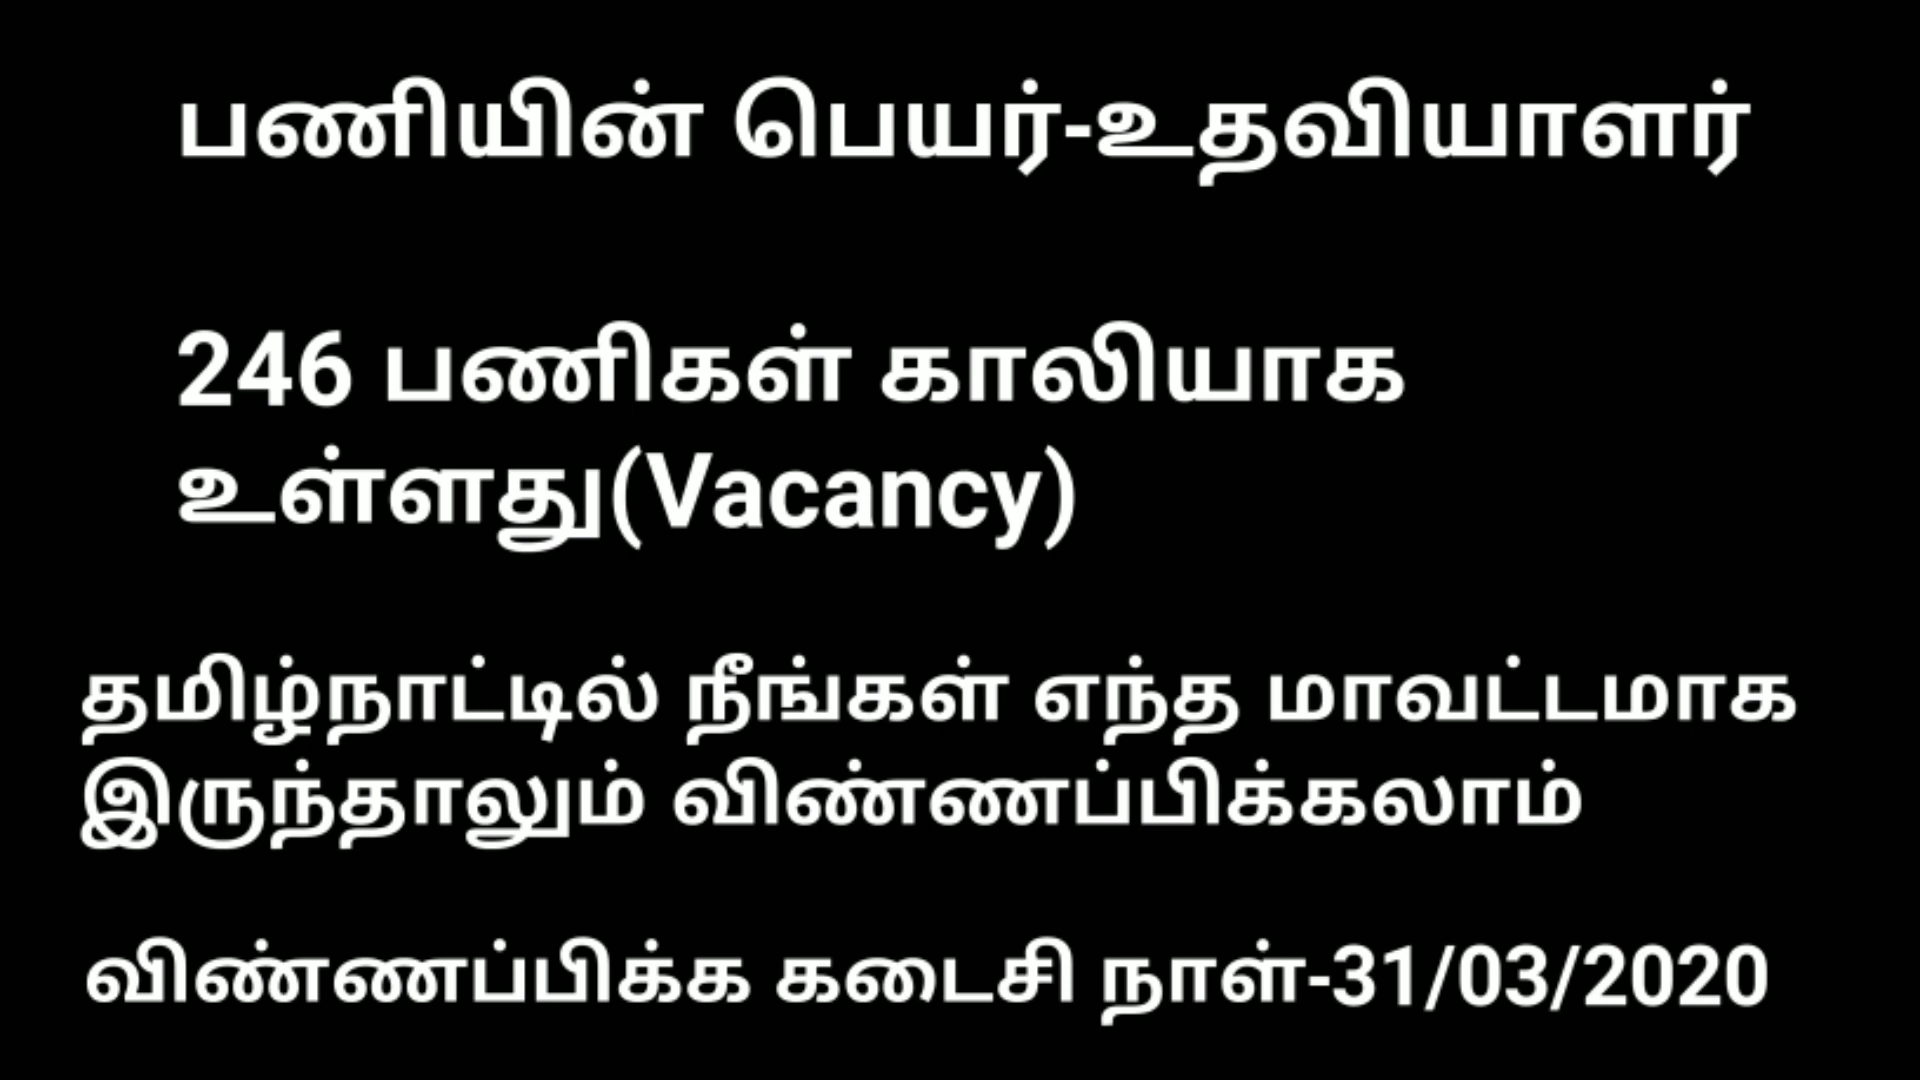 பணியின் பெயர்-உதவியாளர்
246 பணிகள் காலியாக
உள்ளது(Vacancy)
தமிழ்நாட்டில் நீங்கள் எந்த மாவட்டமாக
இருந்தாலும் விண்ணப்பிக்கலாம்
விண்ணப்பிக்க கடைசி நாள்-31/03/2020